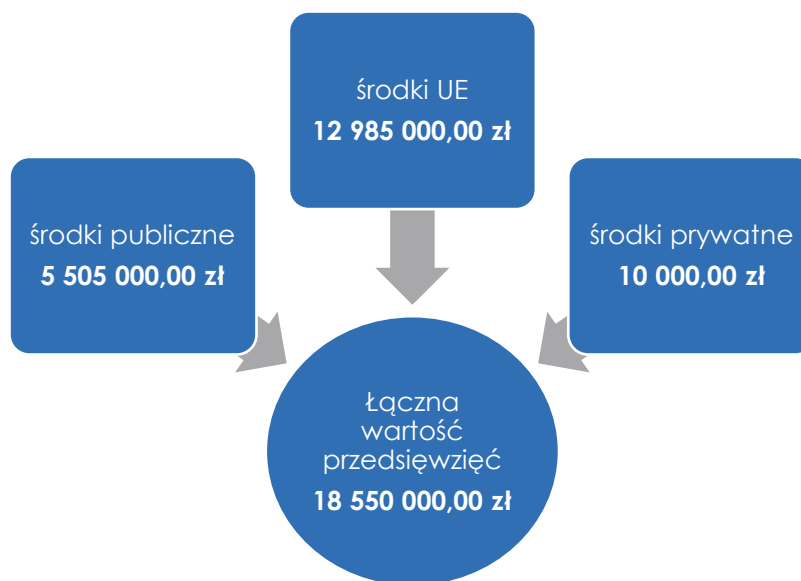 środki UE
12 985 000,00 zł
środki publiczne
5 505 000,00 zł
środki prywatne
10 000,00 zł
Łączna
wartość
przedsięwzięć
18 550 000,00 zł